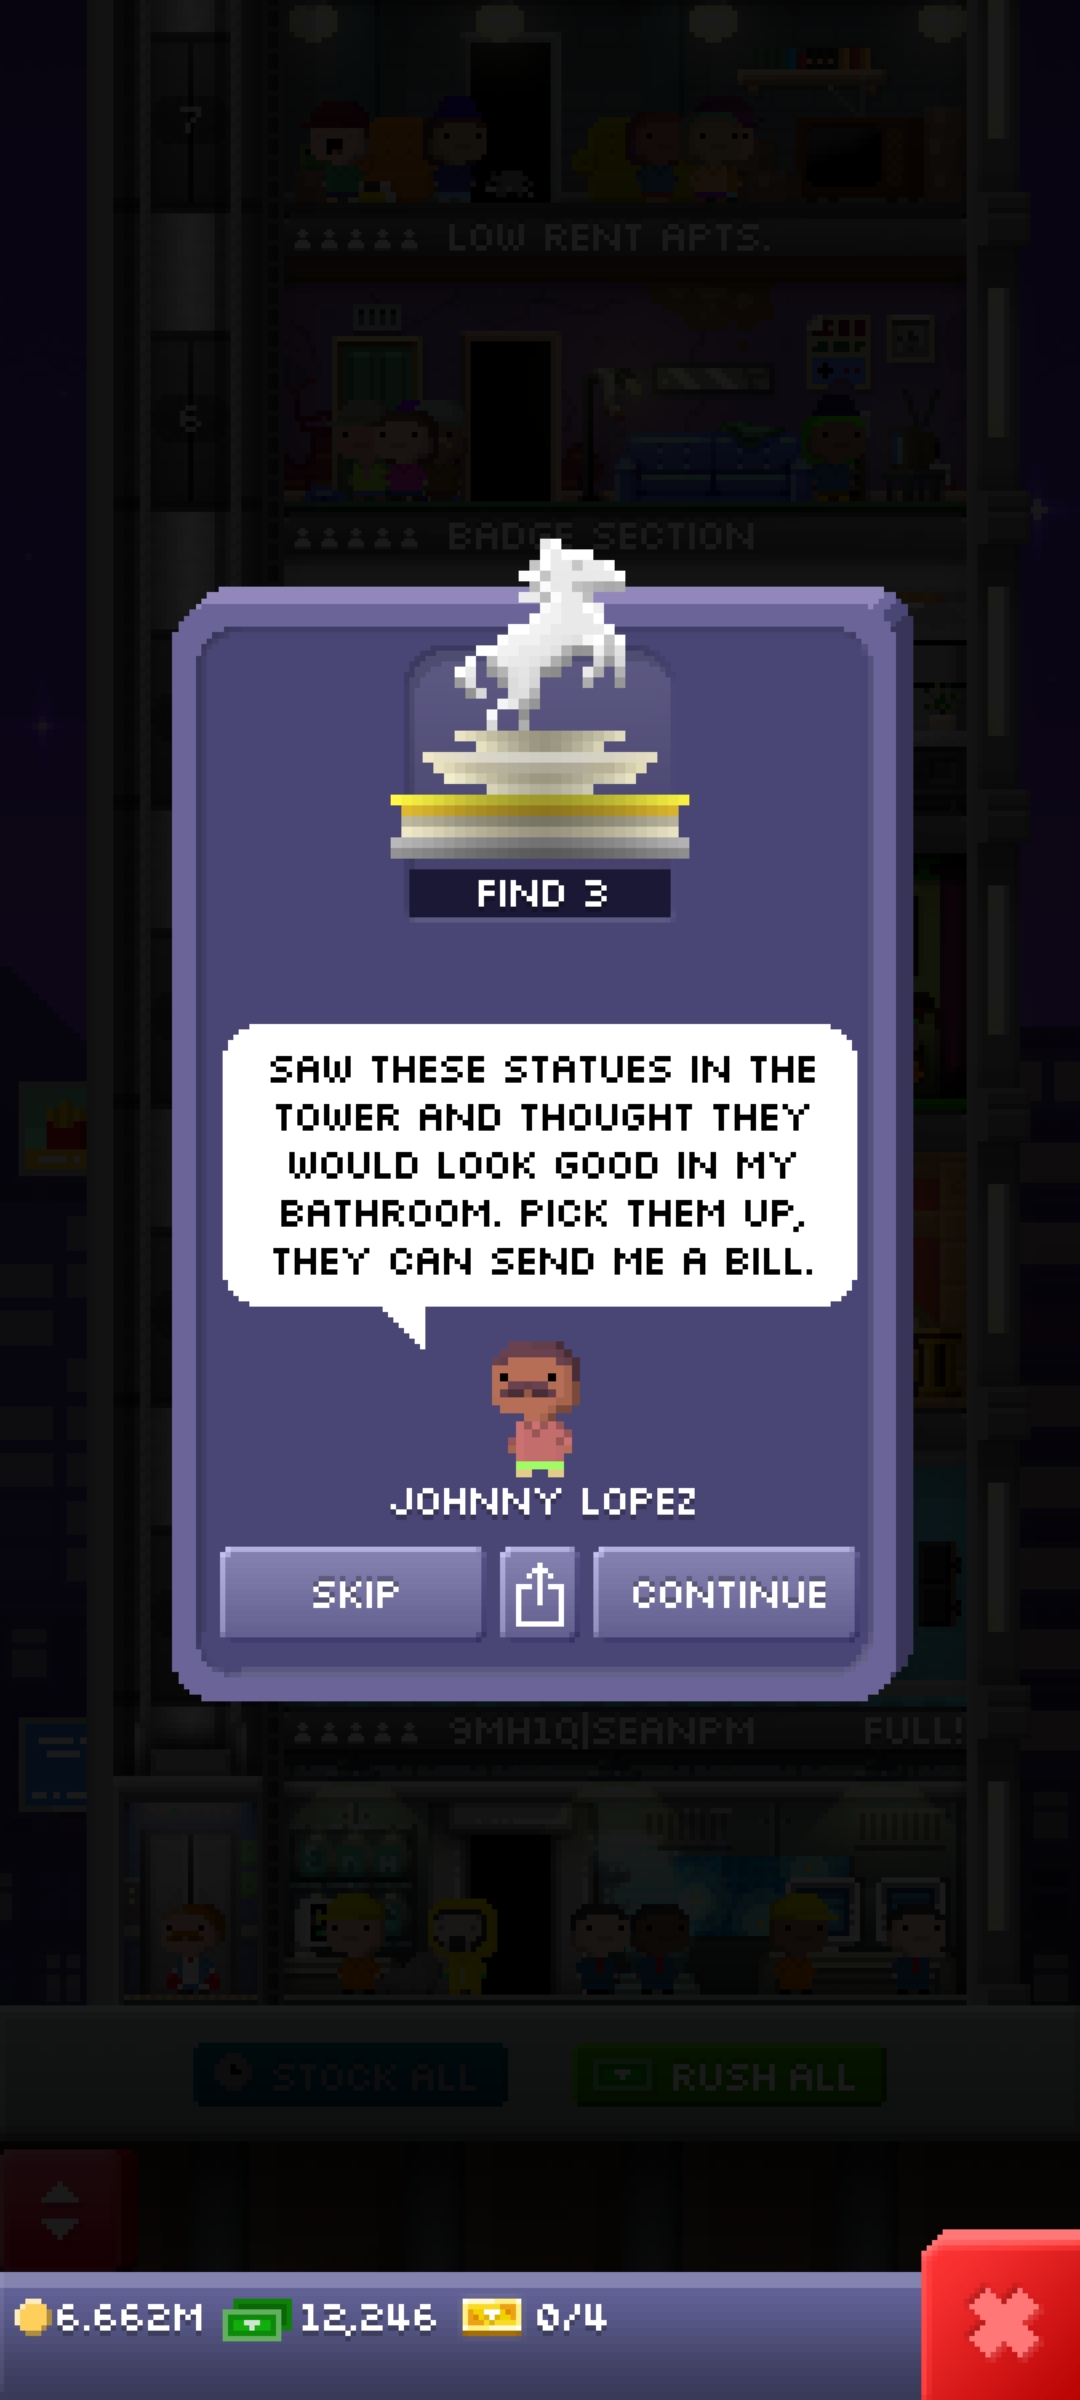 7
LOW RENT APTS.
6
BADGE SECTION
FIND 3
SAW THESE STATUES IN THE
TOWER AND THOUGHT THEY
WOULD LOOK GOOD IN MY
BATHROOM. PICK THEM UP,
THEY CAN SEND ME A BILL.
JOHNNY LOPEZ
SKIP
CONTINUE
9MH1Q|SEANPM FULL!
STOCK ALL
RUSH ALL
6.662M 12,246 0/4